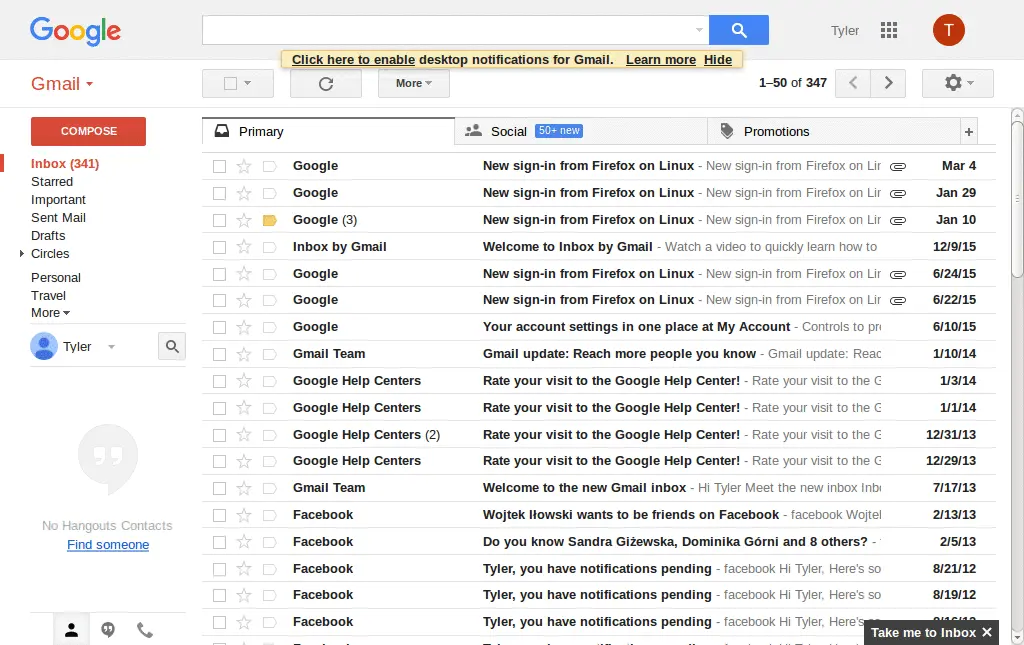 Google
Tyler
T
Click here to enable desktop notifications for Gmail. Learn more Hide
Gmail
More
1–50 of 347
COMPOSE
Primary
Social 50+ new
Promotions
+
Inbox (341)
Starred
Important
Sent Mail
Drafts
Circles
Personal
Travel
More
Tyler
No Hangouts Contacts
Find someone
Google New sign-in from Firefox on Linux - New sign-in from Firefox on Lin Mar 4
Google New sign-in from Firefox on Linux - New sign-in from Firefox on Lin Jan 29
Google (3) New sign-in from Firefox on Linux - New sign-in from Firefox on Lin Jan 10
Inbox by Gmail Welcome to Inbox by Gmail - Watch a video to quickly learn how to 12/9/15
Google New sign-in from Firefox on Linux - New sign-in from Firefox on Lin 6/24/15
Google New sign-in from Firefox on Linux - New sign-in from Firefox on Lin 6/22/15
Google Your account settings in one place at My Account - Controls to pr 6/10/15
Gmail Team Gmail update: Reach more people you know - Gmail update: Reac 1/10/14
Google Help Centers Rate your visit to the Google Help Center! - Rate your visit to the G 1/3/14
Google Help Centers Rate your visit to the Google Help Center! - Rate your visit to the G 1/1/14
Google Help Centers (2) Rate your visit to the Google Help Center! - Rate your visit to the G 12/31/13
Google Help Centers Rate your visit to the Google Help Center! - Rate your visit to the G 12/29/13
Gmail Team Welcome to the new Gmail inbox - Hi Tyler Meet the new inbox Inb 7/17/13
Facebook Wojtek Iłowski wants to be friends on Facebook - facebook Wojtek 2/13/13
Facebook Do you know Sandra Giżewska, Dominika Górni and 8 others? - 2/5/13
Facebook Tyler, you have notifications pending - facebook Hi Tyler, Here's so 8/21/12
Facebook Tyler, you have notifications pending - facebook Hi Tyler, Here's so 8/19/12
Facebook Tyler, you have notifications pending - facebook Hi Tyler, Here's so
Take me to Inbox ×